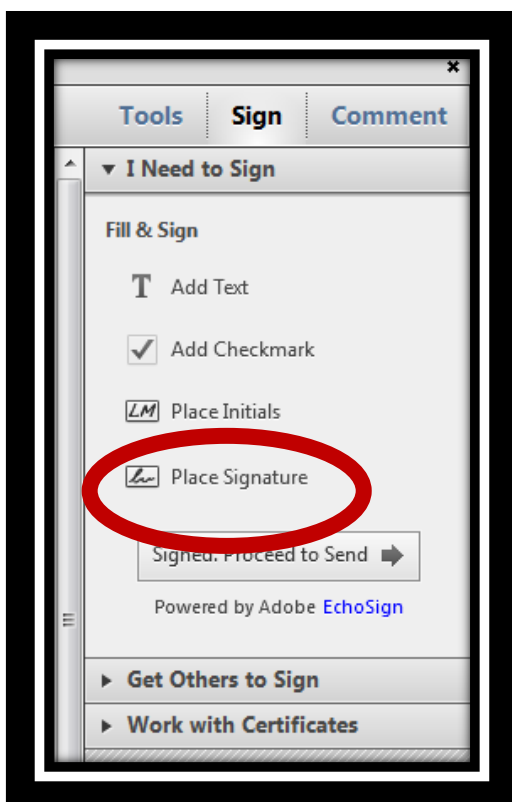 Tools Sign Comment
I Need to Sign
Fill & Sign
T Add Text
Add Checkmark
LM Place Initials
Place Signature
Signed. Proceed to Send
Powered by Adobe EchoSign
Get Others to Sign
Work with Certificates